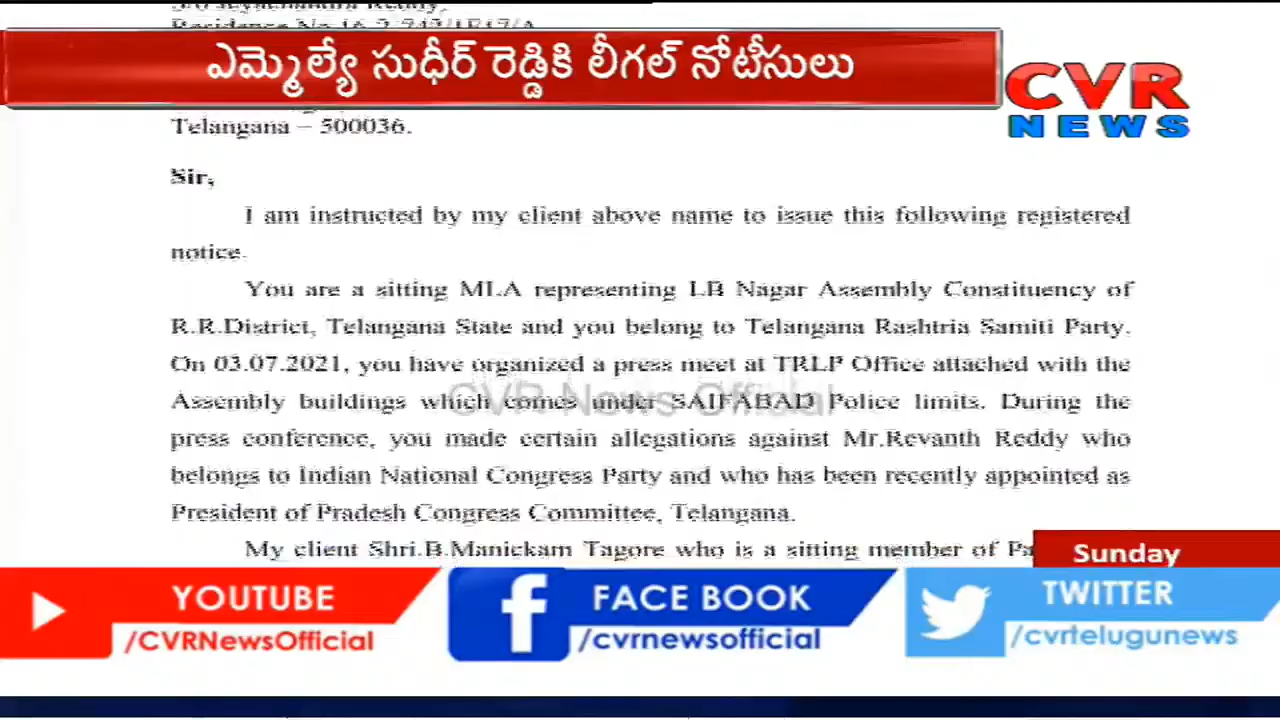 ఎమ్మెల్యే సుధీర్ రెడ్డికి లీగల్ నోటీసులు
CVR
NEWS
Telangana – 500036.
Sir,
I am instructed by my client above name to issue this following registered
notice.
You are a sitting MLA representing LB Nagar Assembly Constituency of
R.R.District, Telangana State and you belong to Telangana Rashtria Samiti Party.
On 03.07.2021, you have organized a press meet at TRLP Office attached with the
Assembly buildings which comes under SAIFABAD Police limits. During the
CVR News Official
press conference, you made certain allegations against Mr.Revanth Reddy who
belongs to Indian National Congress Party and who has been recently appointed as
President of Pradesh Congress Committee, Telangana.
My client Shri.B.Manickam Tagore who is a sitting member of
Sunday
YOUTUBE
/CVRNewsOfficial
FACE BOOK
/cvrnewsofficial
TWITTER
/cvrtelugunews